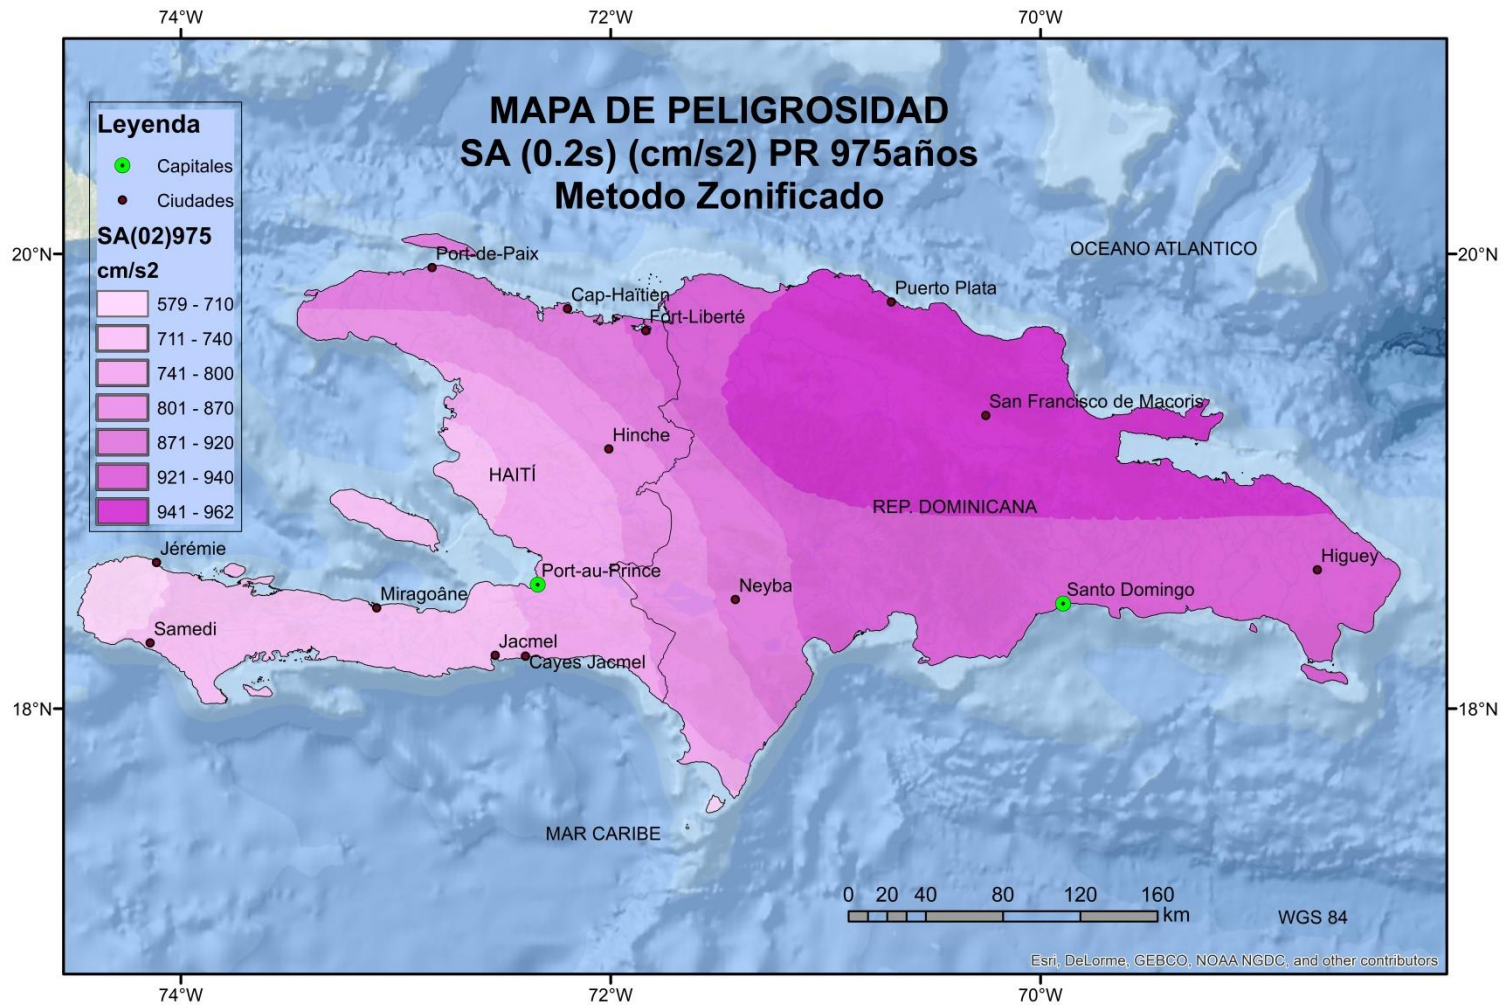 74°W
72°W
70°W
MAPA DE PELIGROSIDAD
SA (0.2s) (cm/s2) PR 975años
Metodo Zonificado
Leyenda
Capitales
Ciudades
SA(02)975
cm/s2
579 - 710
711 - 740
741 - 800
801 - 870
871 - 920
921 - 940
941 - 962
20°N
20°N
OCEANO ATLANTICO
Port-de-Paix
Cap-Haïtien
Fort-Liberté
Puerto Plata
San Francisco de Macoris
Hinche
HAITÍ
REP. DOMINICANA
Jérémie
Port-au-Prince
Miragoâne
Neyba
Higuey
Santo Domingo
Samedi
Jacmel
Cayes Jacmel
18°N
18°N
MAR CARIBE
0 20 40 80 120 160
km
WGS 84
Esri, DeLorme, GEBCO, NOAA NGDC, and other contributors
74°W
72°W
70°W